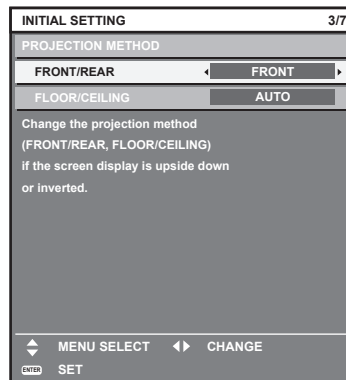 INITIAL SETTING 3/7
PROJECTION METHOD
FRONT/REAR FRONT
FLOOR/CEILING AUTO
Change the projection method
(FRONT/REAR, FLOOR/CEILING)
if the screen display is upside down
or inverted.
MENU SELECT CHANGE
ENTER SET